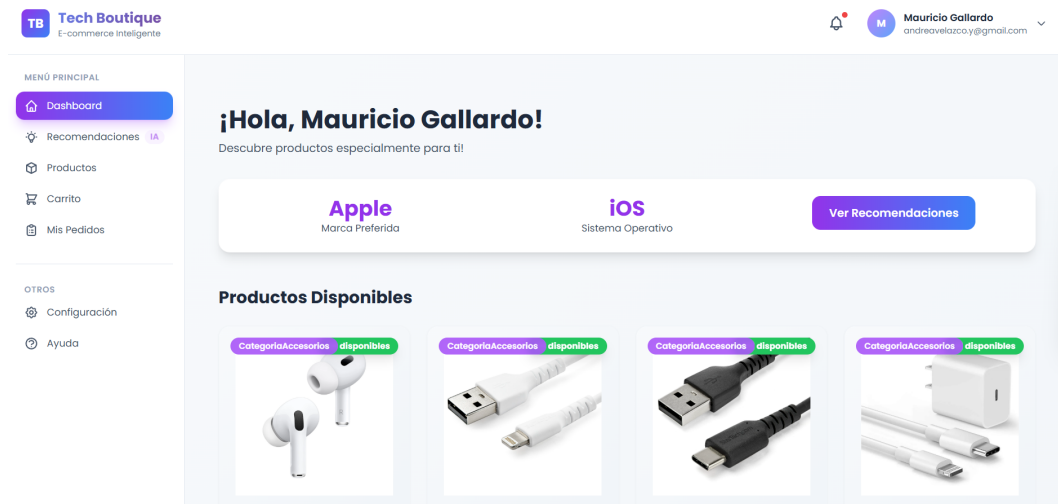 TB
Tech Boutique
E-commerce Inteligente
M
Mauricio Gallardo
andreavelazco.y@gmail.com
MENÚ PRINCIPAL
Dashboard
Recomendaciones IA
Productos
Carrito
Mis Pedidos
OTROS
Configuración
Ayuda
¡Hola, Mauricio Gallardo!
Descubre productos especialmente para ti!
Apple
Marca Preferida
iOS
Sistema Operativo
Ver Recomendaciones
Productos Disponibles
CategoriaAccesorios disponibles
CategoriaAccesorios disponibles
CategoriaAccesorios disponibles
CategoriaAccesorios disponibles